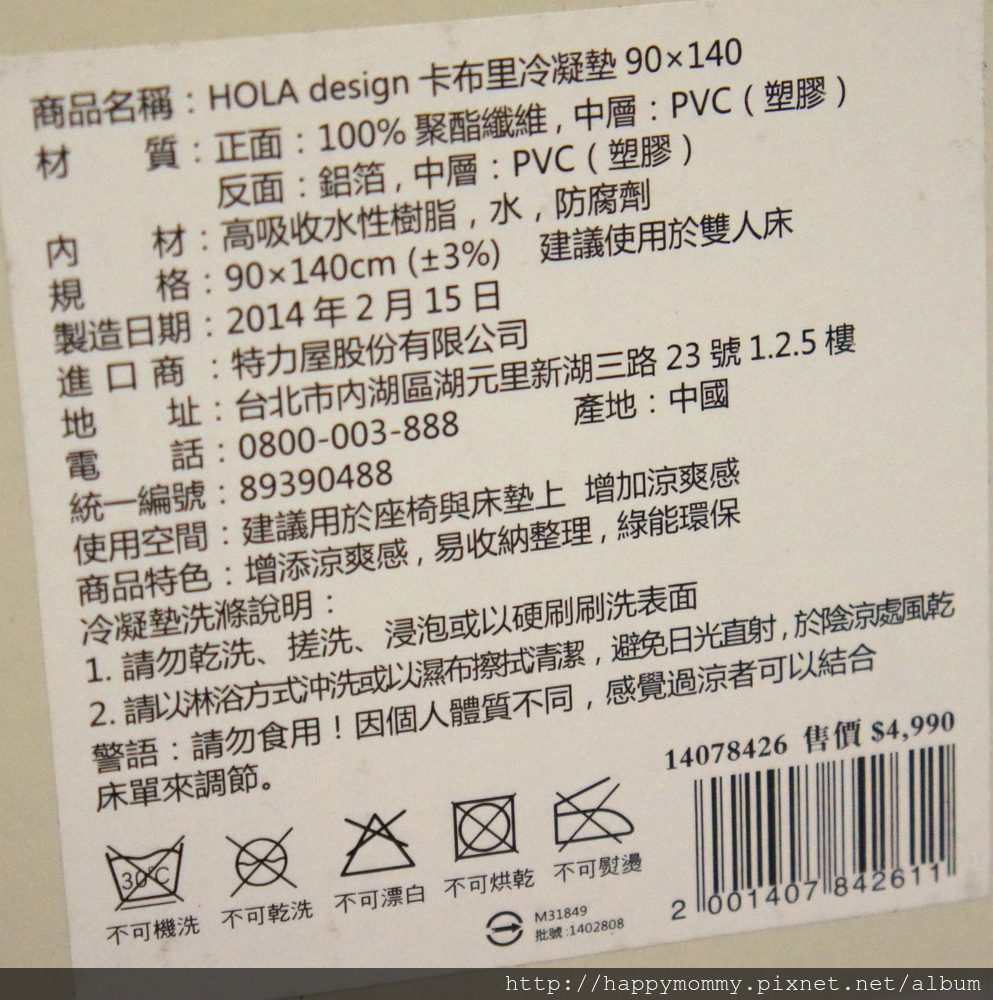 商品名稱：HOLA design 卡布里冷凝墊 90×140
材質：正面：100% 聚酯纖維，中層：PVC（塑膠）
反面：鋁箔，中層：PVC（塑膠）
內材：高吸收水性樹脂，水，防腐劑
規格：90×140cm (±3%) 建議使用於雙人床
製造日期：2014 年 2 月 15 日
進口商：特力屋股份有限公司
地址：台北市內湖區湖元里新湖三路 23 號 1.2.5 樓
電話：0800-003-888 產地：中國
統一編號：89390488
使用空間：建議用於座椅與床墊上 增加涼爽感
商品特色：增添涼爽感，易收納整理，綠能環保
冷凝墊洗滌說明：
1. 請勿乾洗、搓洗、浸泡或以硬刷刷洗表面
2. 請以淋浴方式沖洗或以濕布擦拭清潔，避免日光直射，於陰涼處風乾
警語：請勿食用！因個人體質不同，感覺過涼者可以結合
床單來調節。
14078426 售價 $4,990
30℃
不可機洗 不可乾洗 不可漂白 不可烘乾 不可熨燙
M31849
批號:1402808
2 001407 842611
http://happymommy.pixnet.net/album